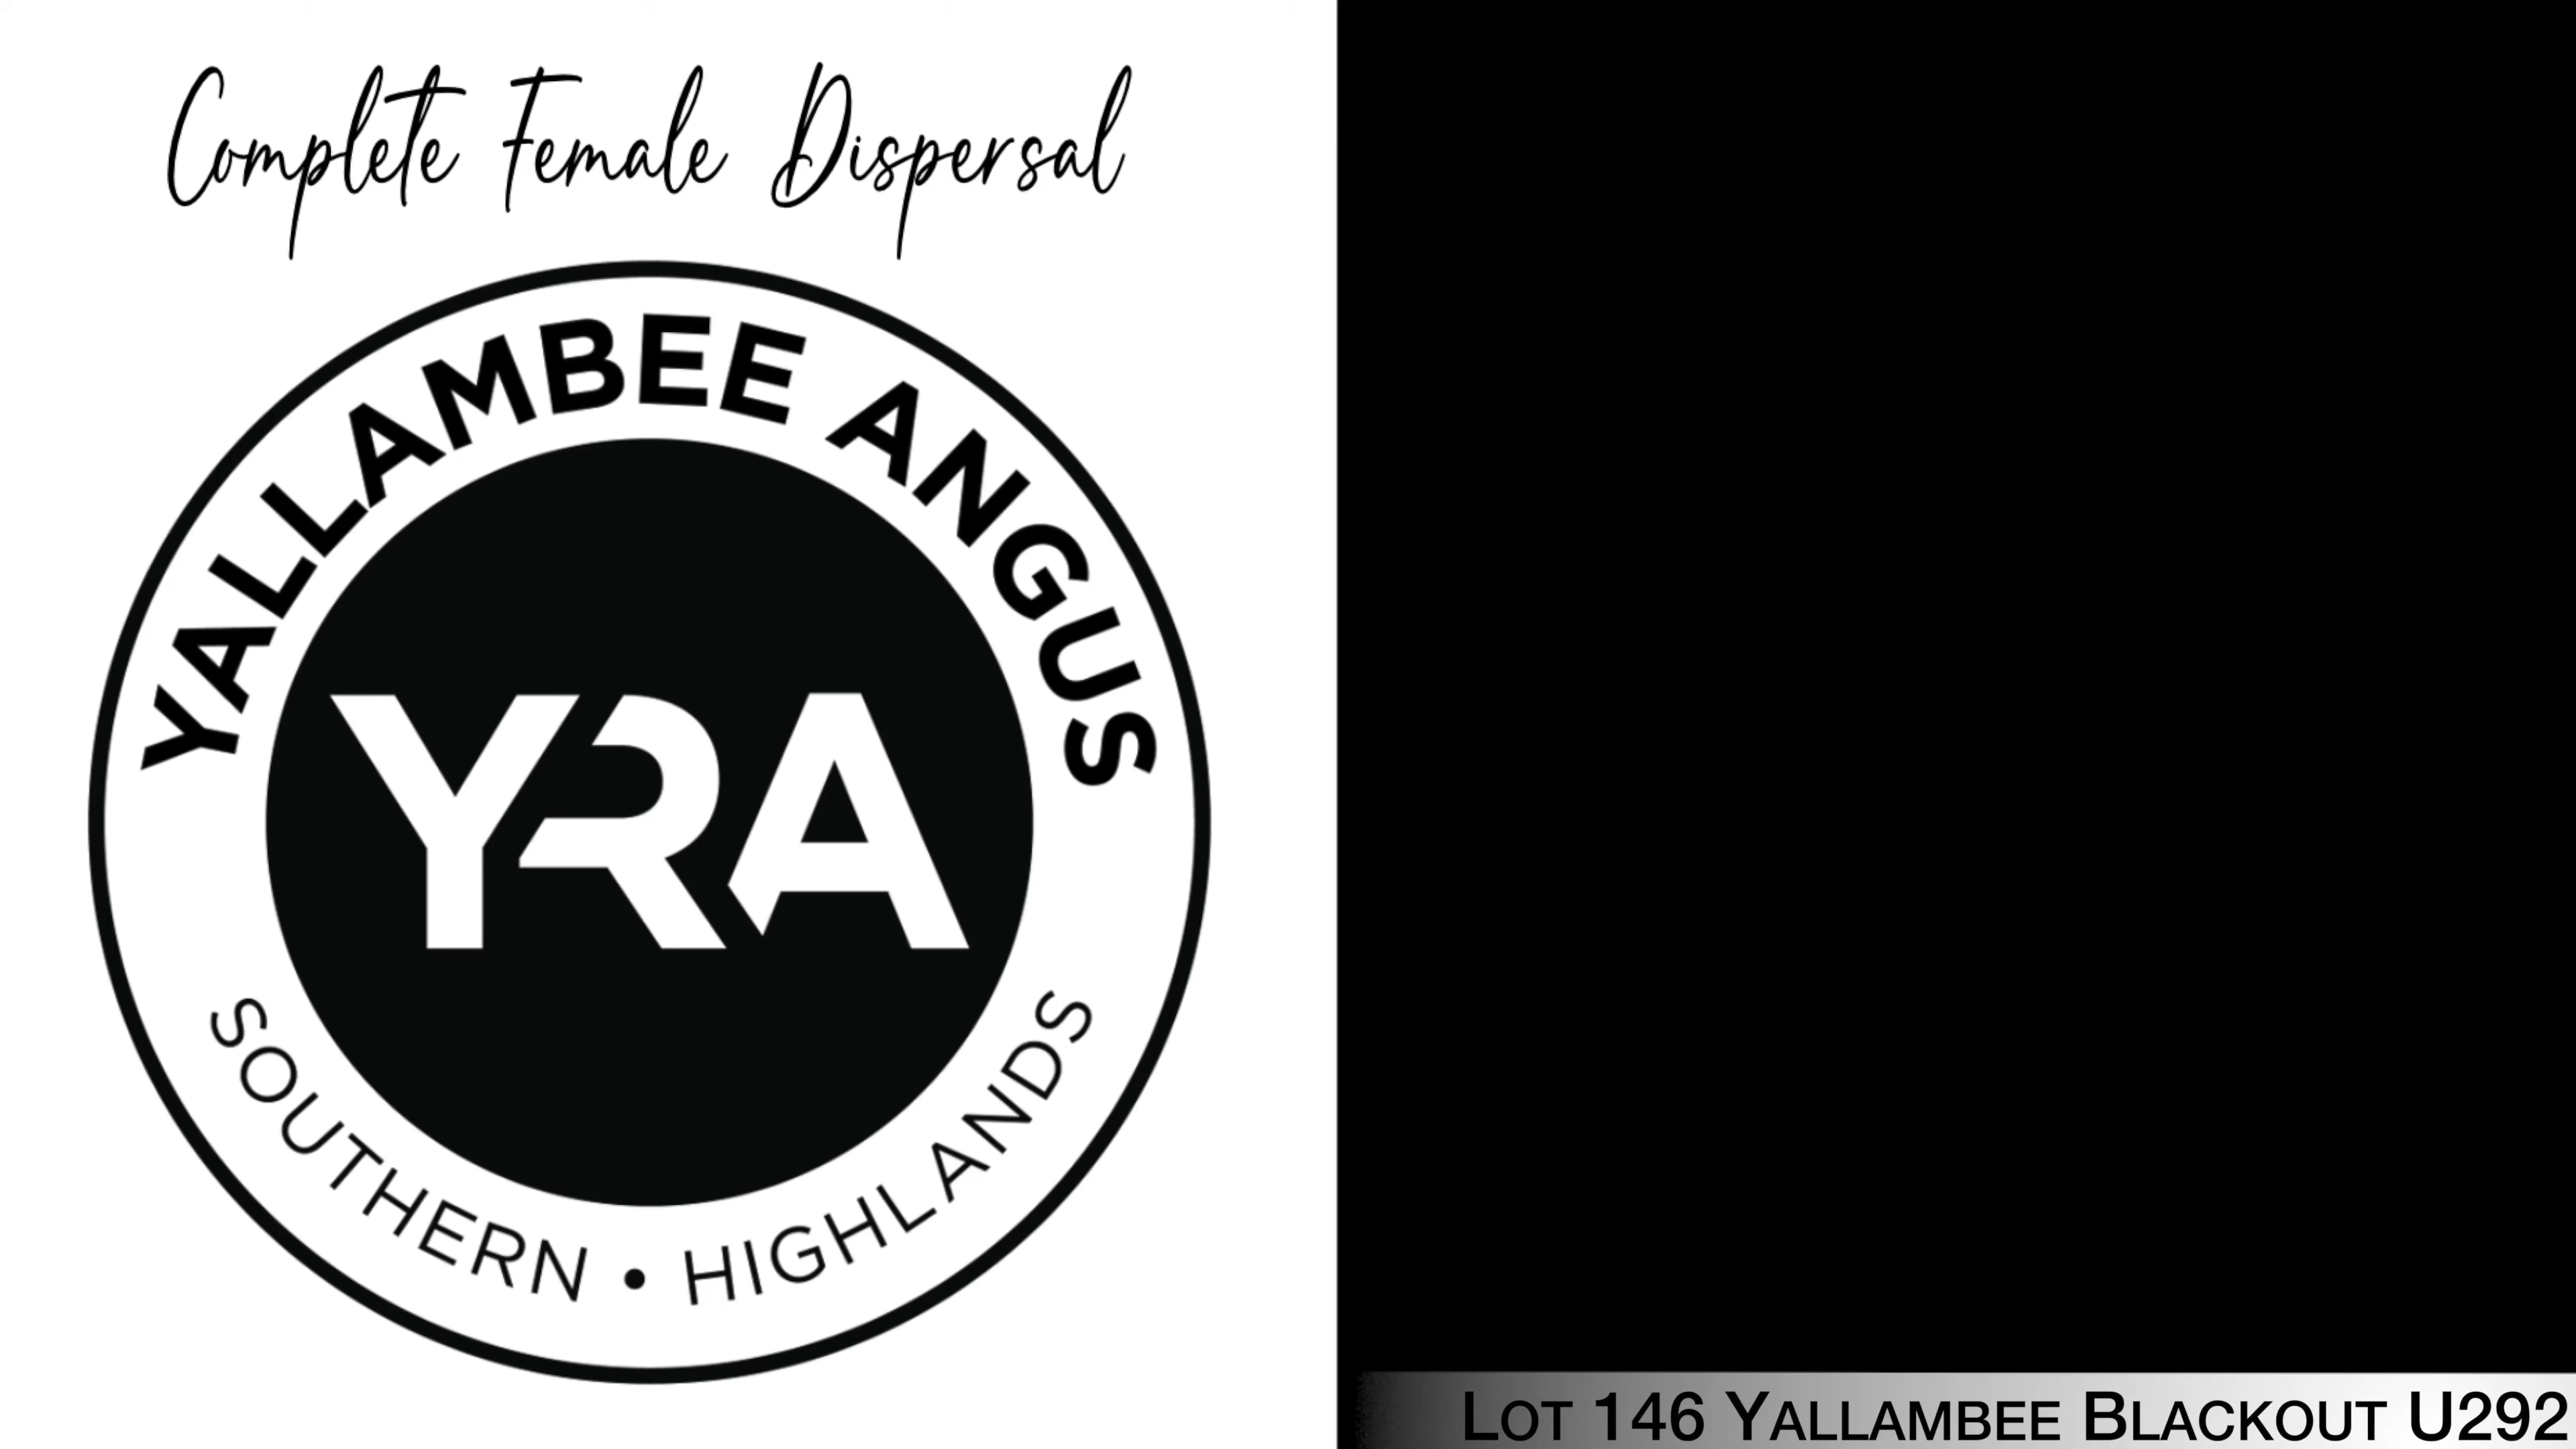 Complete Female Dispersal
YALLAMBEE ANGUS
YRA
SOUTHERN • HIGHLANDS
LOT 146 YALLAMBEE BLACKOUT U292